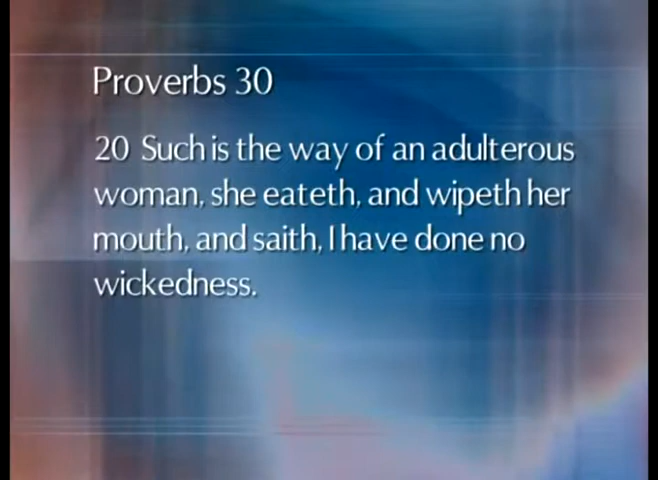 Proverbs 30
20 Such is the way of an adulterous
woman, she eateth, and wipeth her
mouth, and saith, I have done no
wickedness.